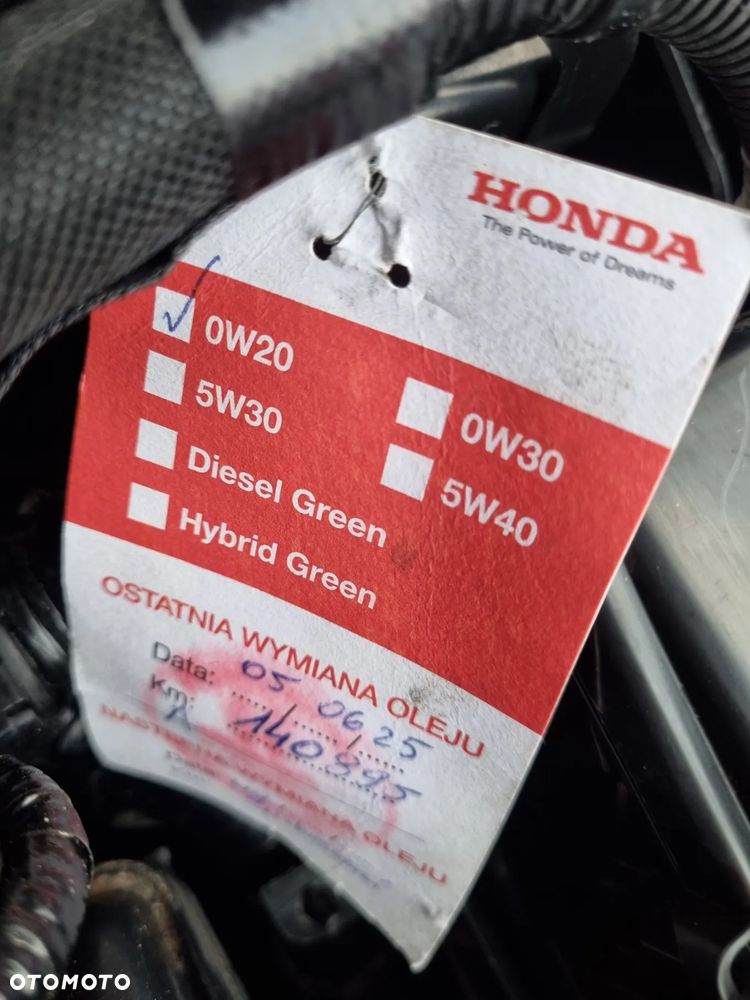 HONDA
The Power of Dreams
0W20
5W30
0W30
Diesel Green
5W40
Hybrid Green
OSTATNIA WYMIANA OLEJU
Data: 05 06 25
Km: 140895
NASTĘPNA WYMIANA OLEJU
OTOMOTO